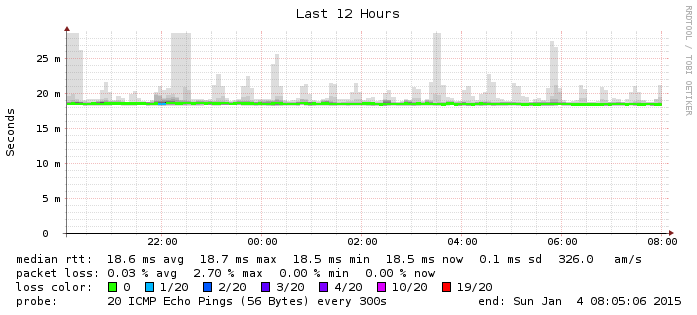 Last 12 Hours
RRDTOOL / TOBI OETIKER
Seconds
25 m
20 m
15 m
10 m
5 m
0
22:00 00:00 02:00 04:00 06:00 08:00
median rtt: 18.6 ms avg 18.7 ms max 18.5 ms min 18.5 ms now 0.1 ms sd 326.0 am/s
packet loss: 0.03 % avg 2.70 % max 0.00 % min 0.00 % now
loss color: 0 1/20 2/20 3/20 4/20 10/20 19/20
probe: 20 ICMP Echo Pings (56 Bytes) every 300s end: Sun Jan 4 08:05:06 2015